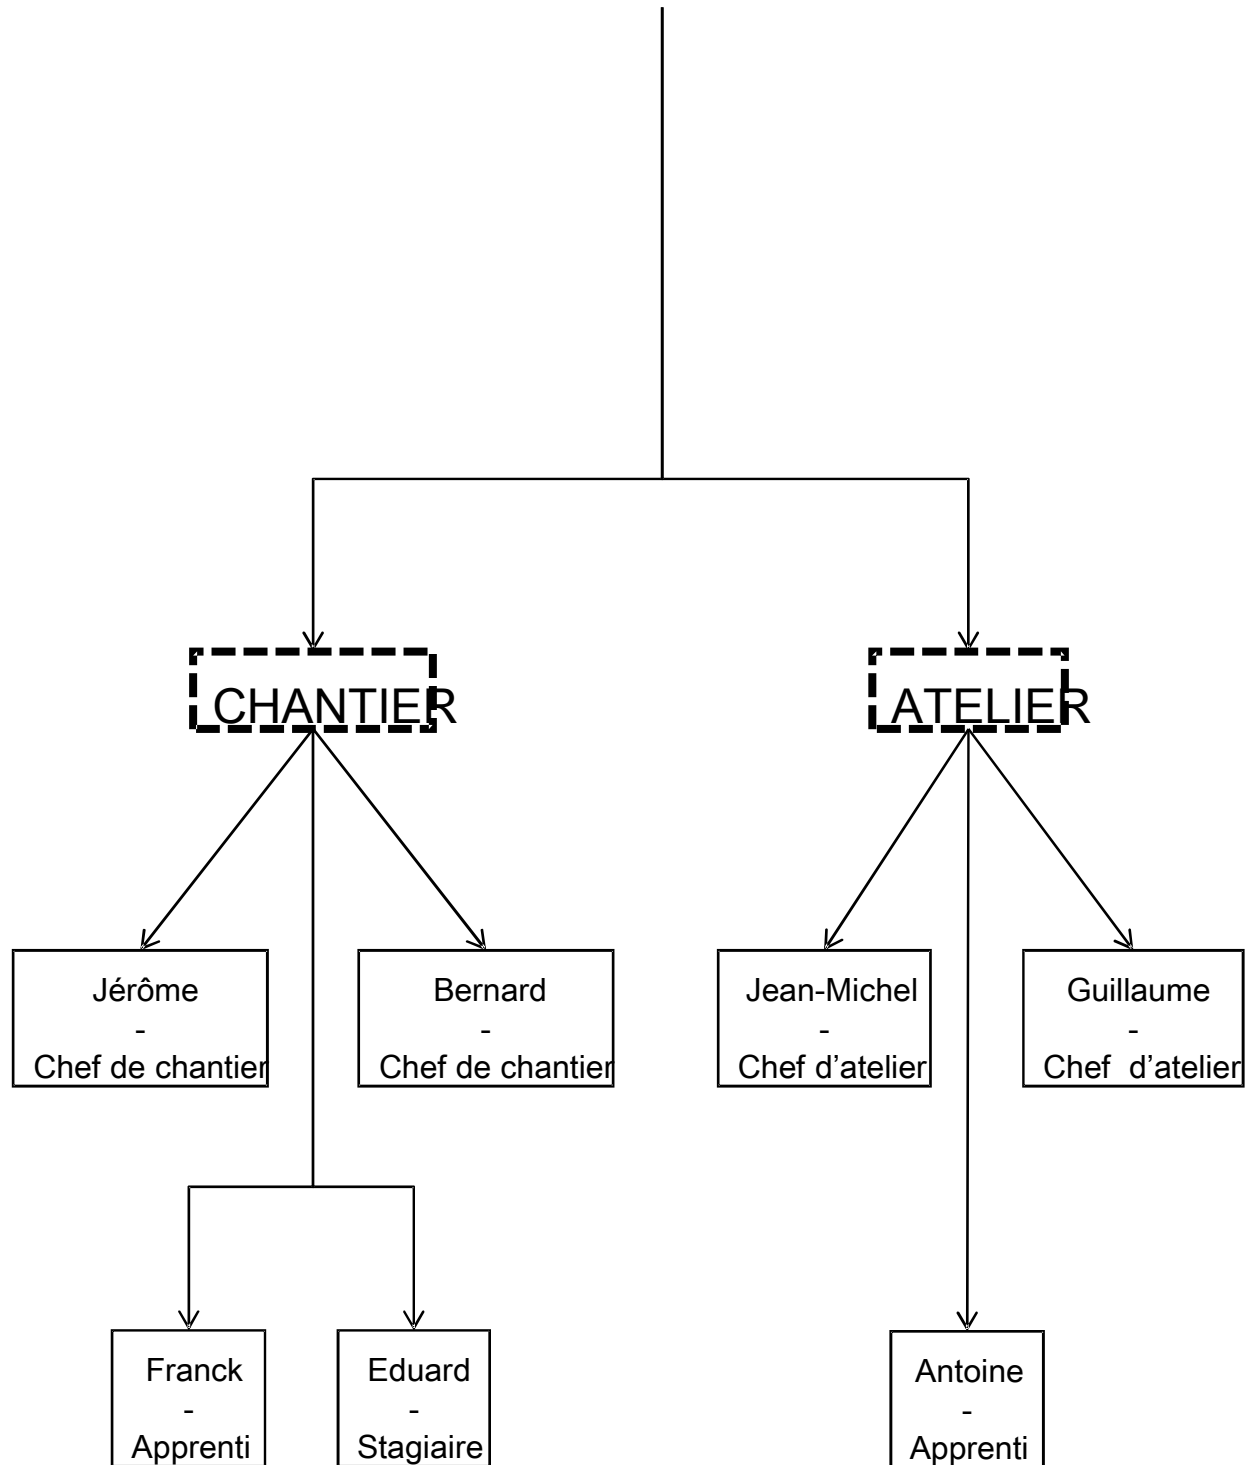 CHANTIER
ATELIER
Jérôme
-
Chef de chantier
Bernard
-
Chef de chantier
Jean-Michel
-
Chef d’atelier
Guillaume
-
Chef d’atelier
Franck
-
Apprenti
Eduard
-
Stagiaire
Antoine
-
Apprenti